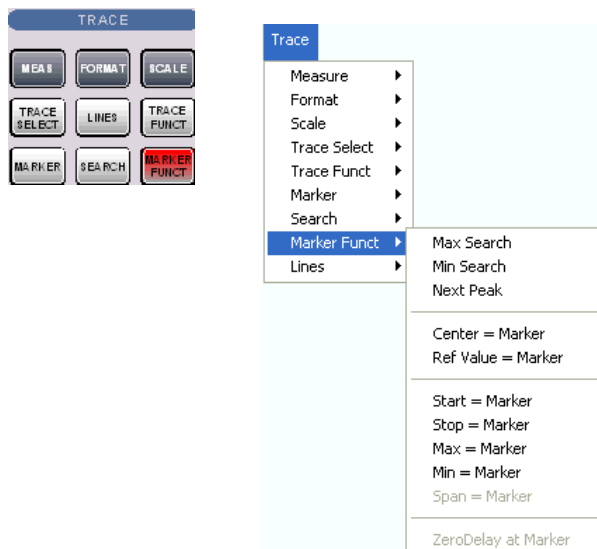 TRACE
MEAS FORMAT SCALE
TRACE SELECT LINES TRACE FUNCT
MARKER SEARCH MARKER FUNCT
Trace
Measure
Format
Scale
Trace Select
Trace Funct
Marker
Search
Marker Funct
Lines
Max Search
Min Search
Next Peak
Center = Marker
Ref Value = Marker
Start = Marker
Stop = Marker
Max = Marker
Min = Marker
Span = Marker
ZeroDelay at Marker